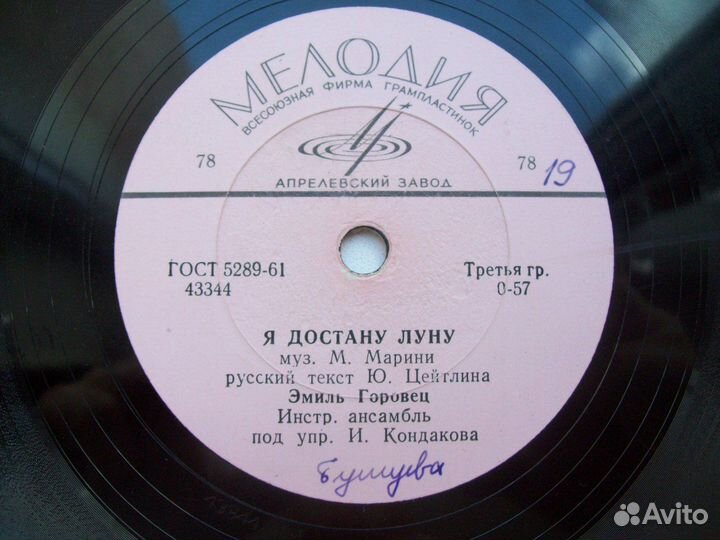 МЕЛОДИЯ
ВСЕСОЮЗНАЯ ФИРМА ГРАМПЛАСТИНОК
78
78
19
АПРЕЛЕВСКИЙ ЗАВОД
ГОСТ 5289-61
43344
Третья гр.
0-57
Я ДОСТАНУ ЛУНУ
муз. М. Марини
русский текст Ю. Цейтлина
Эмиль Горовец
Инстр. ансамбль
под упр. И. Кондакова
Avito